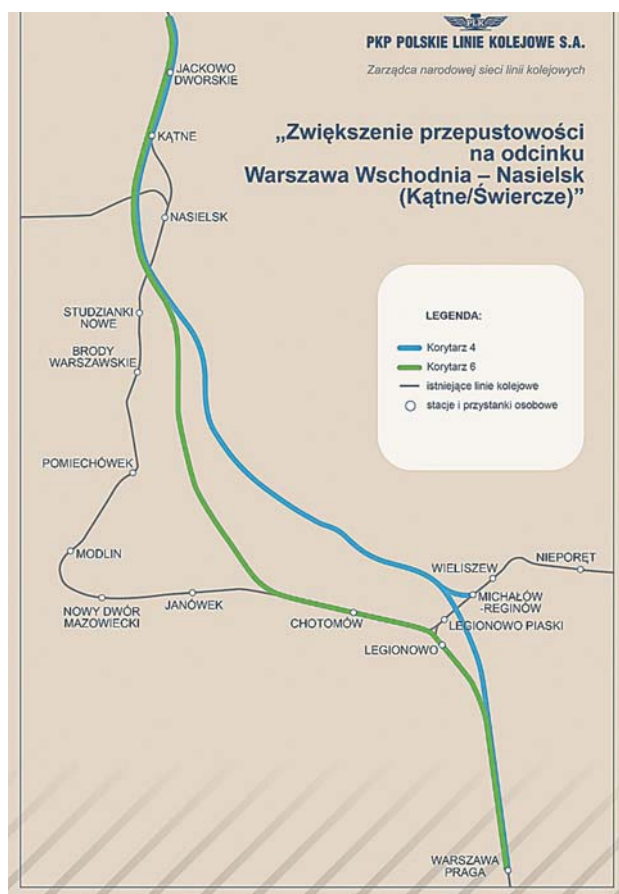 PLK
PKP POLSKIE LINIE KOLEJOWE S.A.
Zarządca narodowej sieci linii kolejowych
„Zwiększenie przepustowości
na odcinku
Warszawa Wschodnia – Nasielsk
(Kątne/Świercze)”
JACKOWO
DWORSKIE
KĄTNE
NASIELSK
STUDZIANKI
NOWE
BRODY
WARSZAWSKIE
POMIECHÓWEK
MODLIN
NOWY DWÓR
MAZOWIECKI
JANÓWEK
CHOTOMÓW
LEGIONOWO
LEGIONOWO PIASKI
MICHAŁÓW
-REGINÓW
WIELISZEW
NIEPORĘT
WARSZAWA
PRAGA
LEGENDA:
Korytarz 4
Korytarz 6
istniejące linie kolejowe
stacje i przystanki osobowe